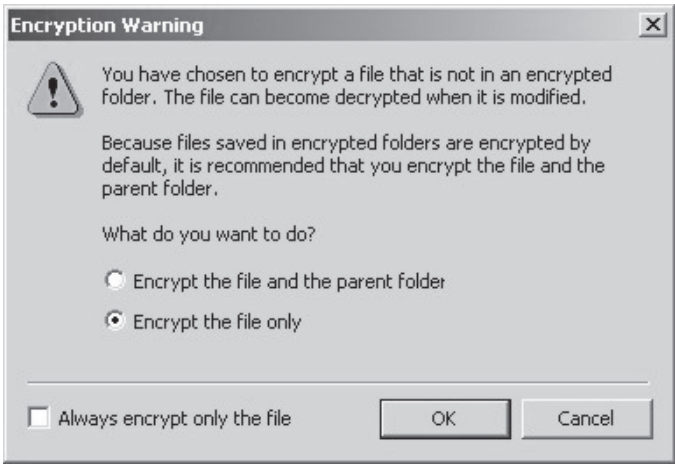 Encryption Warning
You have chosen to encrypt a file that is not in an encrypted
folder. The file can become decrypted when it is modified.
Because files saved in encrypted folders are encrypted by
default, it is recommended that you encrypt the file and the
parent folder.
What do you want to do?
Encrypt the file and the parent folder
Encrypt the file only
Always encrypt only the file
OK
Cancel